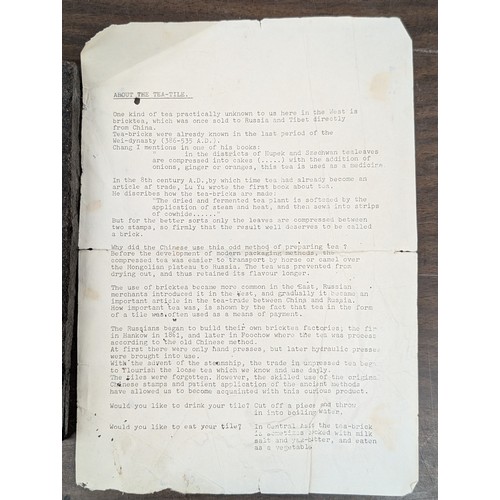 ABOUT THE TEA-TILE.
One kind of tea practically unknown to us here in the West is
bricktea, which was once sold to Russia and Tibet directly
from China.
Tea-bricks were already known in the last period of the
Wei-dynasty (386-535 A.D.).
Chang I mentions in one of his books:
in the districts of Hupek and Szedhwun tealeaves
are compressed into cakes (.....) with the addition of
onions, ginger or oranges, this tea is used as a medicine
In the 8th century A.D., by which time tea had already become an
article af trade, Lu Yu wrote the first book about tea.
He discribes how the tea-bricks are made:
"The dried and fermented tea plant is softened by the
application of steam and heat, and then sewn into strips
of cowhide......"
But for the better sorts only the leaves are compressed between
two stamps, so firmly that the result well deserves to be called
a brick.
Why did the Chinese use this odd method of preparing tea ?
Before the development of modern packaging methods, the
compressed tea was easier to transport by horse or camel over
the Mongolian plateau to Russia. The tea was prevented from
drying out, and thus retained its flavour longer.
The use of bricktea became more common in the East, Russian
merchants introduced it in the West, and gradually it became an
important article in the tea-trade between China and Russia.
How important tea was, is shown by the fact that tea in the form
of a tile was often used as a means of payment.
The Russians began to build their own bricktea factories; the
in Hankow in 1861, and later in Foochow where the tea was process
according to the old Chinese method.
At first there were only hand presses, but later hydraulic presses
were brought into use.
With the advent of the steamship, the trade in compressed tea
to flourish the loose tea which we know and use daily.
The tiles were forgotten. However, the skilled use of the origina
Chinese stamps and patient application of the ancient methods
have allowed us to become acquainted with this curious product.
Would you like to drink your tile? Cut off a piece and throw
in into boiling water.
Would you like to eat your tile? In Central Asia the tea-brick
is sometimes cooked with milk
salt and yak-butter, and eaten
as a vegetable